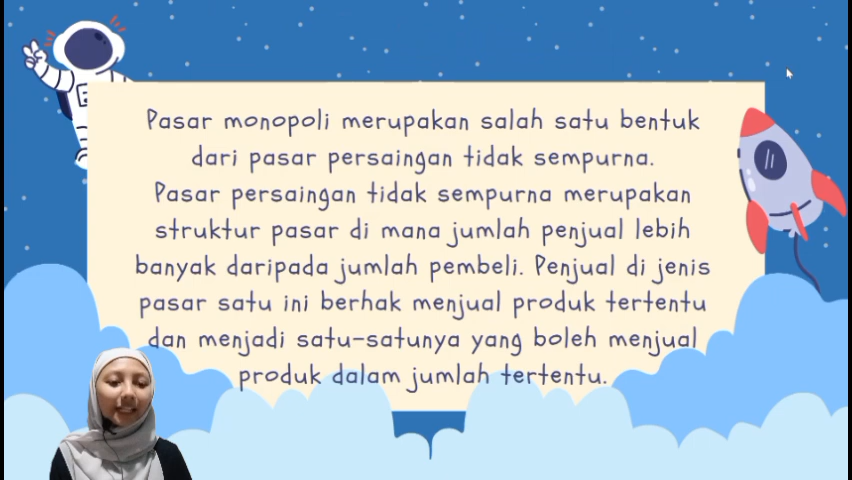 Pasar monopoli merupakan salah satu bentuk
dari pasar persaingan tidak sempurna.
Pasar persaingan tidak sempurna merupakan
struktur pasar di mana jumlah penjual lebih
banyak daripada jumlah pembeli. Penjual di jenis
pasar satu ini berhak menjual produk tertentu
dan menjadi satu-satunya yang boleh menjual
produk dalam jumlah tertentu.